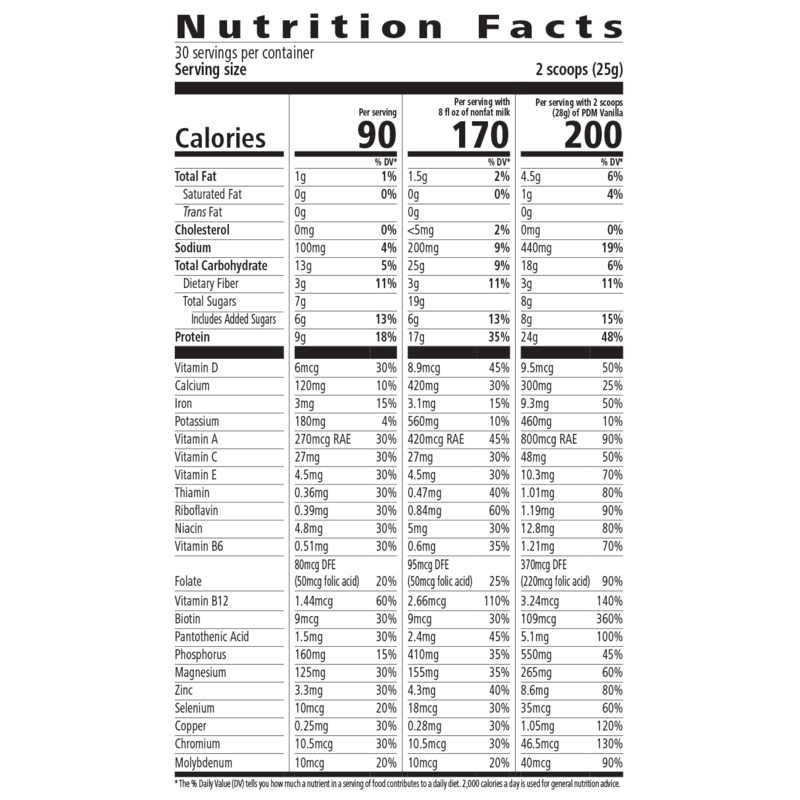 Nutrition Facts
30 servings per container
Serving size 2 scoops (25g)
Per serving Per serving with 8 fl oz of nonfat milk Per serving with 2 scoops (28g) of PDM Vanilla
Calories 90 170 200
% DV* % DV* % DV*
Total Fat 1g 1% 1.5g 2% 4.5g 6%
Saturated Fat 0g 0% 0g 0% 1g 4%
Trans Fat 0g 0g 0g
Cholesterol 0mg 0% <5mg 2% 0mg 0%
Sodium 100mg 4% 200mg 9% 440mg 19%
Total Carbohydrate 13g 5% 25g 9% 18g 6%
Dietary Fiber 3g 11% 3g 11% 3g 11%
Total Sugars 7g 19g 8g
Includes Added Sugars 6g 13% 6g 13% 8g 15%
Protein 9g 18% 17g 35% 24g 48%
Vitamin D 6mcg 30% 8.9mcg 45% 9.5mcg 50%
Calcium 120mg 10% 420mg 30% 300mg 25%
Iron 3mg 15% 3.1mg 15% 9.3mg 50%
Potassium 180mg 4% 560mg 10% 460mg 10%
Vitamin A 270mcg RAE 30% 420mcg RAE 45% 800mcg RAE 90%
Vitamin C 27mg 30% 27mg 30% 48mg 50%
Vitamin E 4.5mg 30% 4.5mg 30% 10.3mg 70%
Thiamin 0.36mg 30% 0.47mg 40% 1.01mg 80%
Riboflavin 0.39mg 30% 0.84mg 60% 1.19mg 90%
Niacin 4.8mg 30% 5mg 30% 12.8mg 80%
Vitamin B6 0.51mg 30% 0.6mg 35% 1.21mg 70%
80mcg DFE 95mcg DFE 370mcg DFE
Folate (50mcg folic acid) 20% (50mcg folic acid) 25% (220mcg folic acid) 90%
Vitamin B12 1.44mcg 60% 2.66mcg 110% 3.24mcg 140%
Biotin 9mcg 30% 9mcg 30% 109mcg 360%
Pantothenic Acid 1.5mg 30% 2.4mg 45% 5.1mg 100%
Phosphorus 160mg 15% 410mg 35% 550mg 45%
Magnesium 125mg 30% 155mg 35% 265mg 60%
Zinc 3.3mg 30% 4.3mg 40% 8.6mg 80%
Selenium 10mcg 20% 18mcg 30% 35mcg 60%
Copper 0.25mg 30% 0.28mg 30% 1.05mg 120%
Chromium 10.5mcg 30% 10.5mcg 30% 46.5mcg 130%
Molybdenum 10mcg 20% 10mcg 20% 40mcg 90%
* The % Daily Value (DV) tells you how much a nutrient in a serving of food contributes to a daily diet. 2,000 calories a day is used for general nutrition advice.